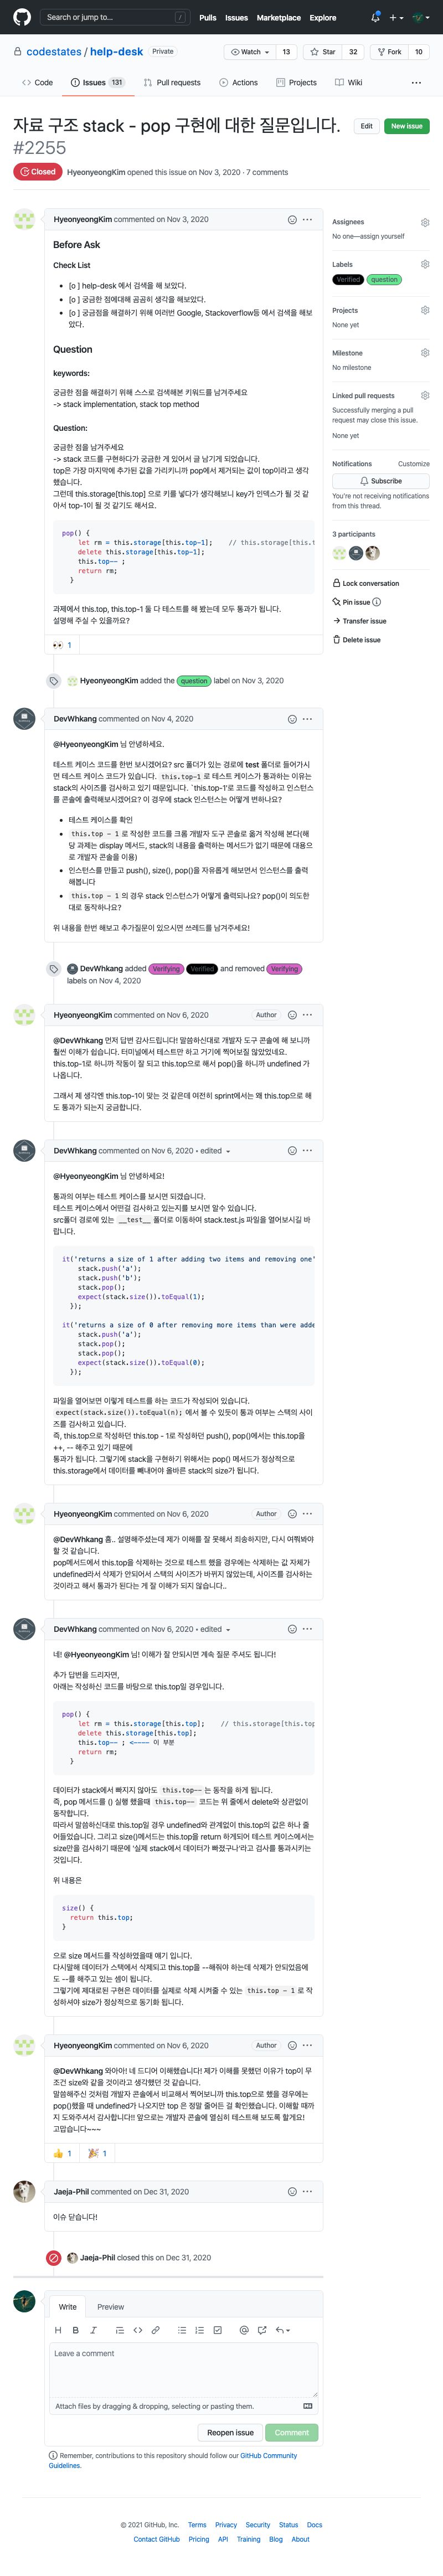 Search or jump to...
/
Pulls Issues Marketplace Explore
codestates / help-desk Private
Watch 13
Star 32
Fork 10
Code
Issues 131
Pull requests
Actions
Projects
Wiki
자료 구조 stack - pop 구현에 대한 질문입니다. #2255
Edit
New issue
Closed
HyeonyeongKim opened this issue on Nov 3, 2020 · 7 comments
HyeonyeongKim commented on Nov 3, 2020
Before Ask
Check List
[o ] help-desk 에서 검색을 해 보았다.
[o ] 궁금한 점에대해 곰곰히 생각을 해보았다.
[o ] 궁금점을 해결하기 위해 여러번 Google, Stackoverflow등 에서 검색을 해보
았다.
Question
keywords:
궁금한 점을 해결하기 위해 스스로 검색해본 키워드를 남겨주세요
-> stack implementation, stack top method
Question:
궁금한 점을 남겨주세요
-> stack 코드를 구현하다가 궁금한 게 있어서 글 남기게 되었습니다.
top은 가장 마지막에 추가된 값을 가리키니까 pop에서 제거되는 값이 top이라고 생각
했습니다.
그런데 this.storage[this.top] 으로 키를 넣다가 생각해보니 key가 인덱스가 될 것 같
아서 top-1이 될 것 같기도 해서요.
pop() {
let rm = this.storage[this.top-1]; // this.storage[this.t
delete this.storage[this.top-1];
this.top-- ;
return rm;
}
과제에서 this.top, this.top-1 둘 다 테스트를 해 봤는데 모두 통과가 됩니다.
설명해 주실 수 있을까요?
👀 1
HyeonyeongKim added the question label on Nov 3, 2020
DevWhkang commented on Nov 4, 2020
@HyeonyeongKim 님 안녕하세요.
테스트 케이스 코드를 한번 보시겠어요? src 폴더가 있는 경로에 test 폴더로 들어가시
면 테스트 케이스 코드가 있습니다. this.top-1 로 테스트 케이스가 통과하는 이유는
stack의 사이즈를 검사하고 있기 때문입니다. `this.top-1'로 코드를 작성하고 인스턴스
를 콘솔에 출력해보시겠어요? 이 경우에 stack 인스턴스는 어떻게 변하나요?
테스트 케이스를 확인
this.top - 1 로 작성한 코드를 크롬 개발자 도구 콘솔로 옮겨 작성해 본다(해
당 과제는 display 메서드, stack의 내용을 출력하는 메서드가 없기 때문에 대용으
로 개발자 콘솔을 이용)
인스턴스를 만들고 push(), size(), pop()을 자유롭게 해보면서 인스턴스를 출력
해봅니다
this.top - 1 의 경우 stack 인스턴스가 어떻게 출력되나요? pop()이 의도한
대로 동작하나요?
위 내용을 한번 해보고 추가질문이 있으시면 쓰레드를 남겨주세요!
DevWhkang added Verifying Verified and removed Verifying
labels on Nov 4, 2020
HyeonyeongKim commented on Nov 6, 2020
Author
@DevWhkang 먼저 답변 감사드립니다! 말씀하신대로 개발자 도구 콘솔에 해 보니까
훨씬 이해가 쉽습니다. 터미널에서 테스트만 하고 거기에 찍어보질 않았었네요.
this.top-1로 하니까 작동이 잘 되고 this.top으로 해서 pop()을 하니까 undefined 가
나옵니다.
그래서 제 생각엔 this.top-1이 맞는 것 같은데 여전히 sprint에서는 왜 this.top으로 해
도 통과가 되는지 궁금합니다.
DevWhkang commented on Nov 6, 2020 • edited
@HyeonyeongKim 님 안녕하세요!
통과의 여부는 테스트 케이스를 보시면 되겠습니다.
테스트 케이스에서 어떤걸 검사하고 있는지를 보시면 알수 있습니다.
src폴더 경로에 있는 __test__ 폴더로 이동하여 stack.test.js 파일을 열어보시길 바
랍니다.
it('returns a size of 1 after adding two items and removing one'
stack.push('a');
stack.push('b');
stack.pop();
expect(stack.size()).toEqual(1);
});
it('returns a size of 0 after removing more items than were adde
stack.push('a');
stack.pop();
stack.pop();
expect(stack.size()).toEqual(0);
});
파일을 열어보면 이렇게 테스트를 하는 코드가 작성되어 있습니다.
expect(stack.size()).toEqual(n); 에서 볼 수 있듯이 통과 여부는 스택의 사이
즈를 검사하고 있습니다.
즉, this.top으로 작성하던 this.top - 1로 작성하던 push(), pop()에서는 this.top을
++, -- 해주고 있기 때문에
통과가 됩니다. 그렇기에 stack을 구현하기 위해서는 pop() 메서드가 정상적으로
this.storage에서 데이터를 빼내어야 올바른 stack의 size가 됩니다.
HyeonyeongKim commented on Nov 6, 2020
Author
@DevWhkang 흠.. 설명해주셨는데 제가 이해를 잘 못해서 죄송하지만, 다시 여쭤봐야
할 것 같습니다.
pop메서드에서 this.top을 삭제하는 것으로 테스트 했을 경우에는 삭제하는 값 자체가
undefined라서 삭제가 안되어서 스택의 사이즈가 바뀌지 않았는데, 사이즈를 검사하는
것이라고 해서 통과가 된다는 게 잘 이해가 되지 않습니다..
DevWhkang commented on Nov 6, 2020 • edited
네! @HyeonyeongKim 님! 이해가 잘 안되시면 계속 질문 주셔도 됩니다!
추가 답변을 드리자면,
아래는 작성하신 코드를 바탕으로 this.top일 경우입니다.
pop() {
let rm = this.storage[this.top]; // this.storage[this.top
delete this.storage[this.top];
this.top-- ; <---- 이 부분
return rm;
}
데이터가 stack에서 빠지지 않아도 this.top-- 는 동작을 하게 됩니다.
즉, pop 메서드를 () 실행 했을때 this.top-- 코드는 위 줄에서 delete와 상관없이
동작합니다.
따라서 말씀하신대로 this.top일 경우 undefined와 관계없이 this.top의 값은 하나 줄
어들었습니다. 그리고 size()메서드는 this.top을 return 하게되어 테스트 케이스에서는
size만을 검사하기 때문에 '실제 stack에서 데이터가 빠졌구나'라고 검사를 통과시키는
것입니다.
위 내용은
size() {
return this.top;
}
으로 size 메서드를 작성하였을때 얘기 입니다.
다시말해 데이터가 스택에서 삭제되고 this.top을 --해줘야 하는데 삭제가 안되었음에
도 --를 해주고 있는 셈이 됩니다.
그렇기에 제대로된 구현은 데이터를 실제로 삭제 시켜줄 수 있는 this.top - 1 로 작
성하셔야 size가 정상적으로 동기화 됩니다.
HyeonyeongKim commented on Nov 6, 2020
Author
@DevWhkang 와아아! 네 드디어 이해했습니다! 제가 이해를 못했던 이유가 top이 무
조건 size와 같을 것이라고 생각했던 것 같습니다.
말씀해주신 것처럼 개발자 콘솔에서 비교해서 찍어보니까 this.top으로 했을 경우에는
pop()했을 때 undefined가 나오지만 top 은 정말 줄어든 걸 확인했습니다. 이해할 때까
지 도와주셔서 감사합니다!! 앞으로는 개발자 콘솔에 열심히 테스트해 보도록 할게요!
고맙습니다~~~
👍 1 🎉 1
Jaeja-Phil commented on Dec 31, 2020
이슈 닫습니다!
Jaeja-Phil closed this on Dec 31, 2020
Write
Preview
Leave a comment
Attach files by dragging & dropping, selecting or pasting them.
Reopen issue
Comment
Remember, contributions to this repository should follow our GitHub Community
Guidelines.
Assignees
No one—assign yourself
Labels
Verified question
Projects
None yet
Milestone
No milestone
Linked pull requests
Successfully merging a pull
request may close this issue.
None yet
Notifications Customize
Subscribe
You're not receiving notifications
from this thread.
3 participants
Lock conversation
Pin issue
Transfer issue
Delete issue
© 2021 GitHub, Inc. Terms Privacy Security Status Docs
Contact GitHub Pricing API Training Blog About